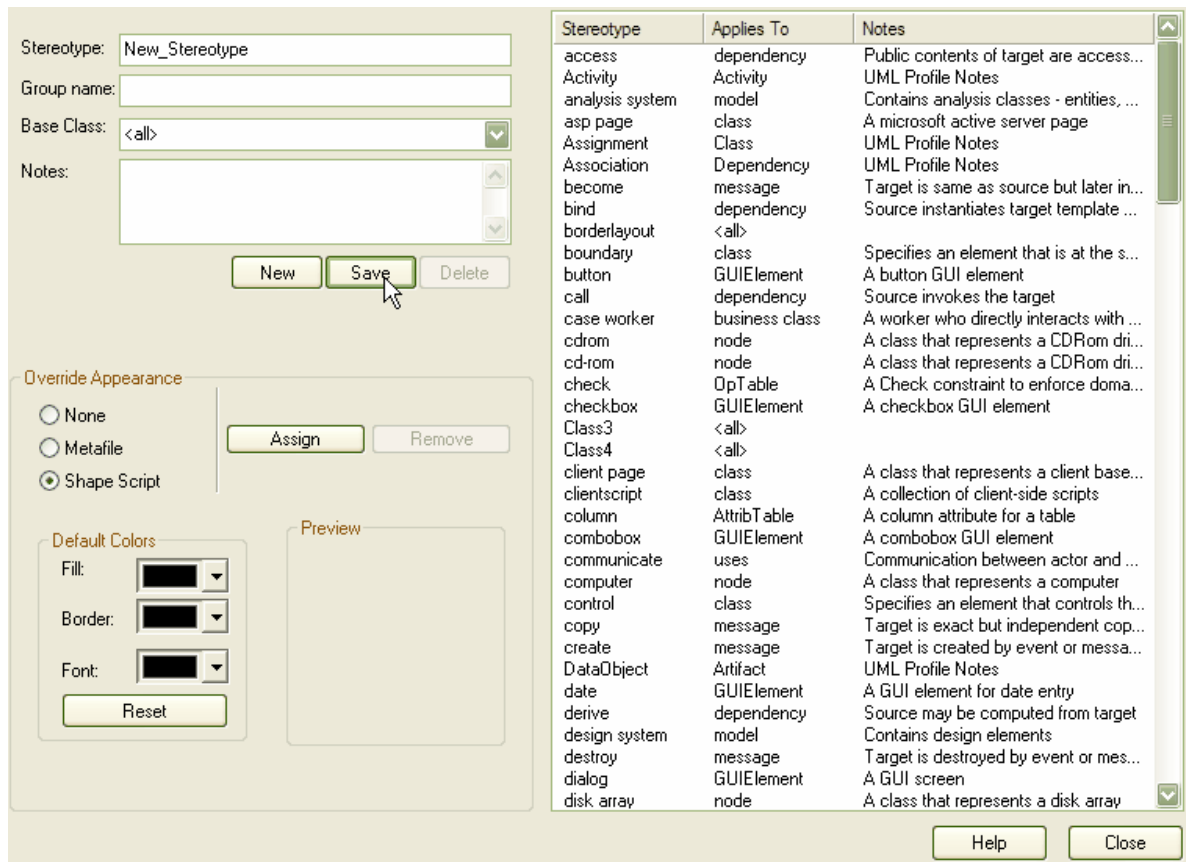 Stereotype: New_Stereotype
Group name:
Base Class: <all>
Notes:
New Save Delete
Override Appearance
None
Metafile
Shape Script
Assign Remove
Default Colors
Fill:
Border:
Font:
Reset
Preview
Stereotype Applies To Notes
access dependency Public contents of target are access...
Activity Activity UML Profile Notes
analysis system model Contains analysis classes - entities, ...
asp page class A microsoft active server page
Assignment Class UML Profile Notes
Association Dependency UML Profile Notes
become message Target is same as source but later in...
bind dependency Source instantiates target template ...
borderlayout <all>
boundary class Specifies an element that is at the s...
button GUIElement A button GUI element
call dependency Source invokes the target
case worker business class A worker who directly interacts with ...
cdrom node A class that represents a CDRom dri...
cd-rom node A class that represents a CDRom dri...
check OpTable A Check constraint to enforce doma...
checkbox GUIElement A checkbox GUI element
Class3 <all>
Class4 <all>
client page class A class that represents a client base...
clientscript class A collection of client-side scripts
column AttribTable A column attribute for a table
combobox GUIElement A combobox GUI element
communicate uses Communication between actor and ...
computer node A class that represents a computer
control class Specifies an element that controls th...
copy message Target is exact but independent cop...
create message Target is created by event or messa...
DataObject Artifact UML Profile Notes
date GUIElement A GUI element for date entry
derive dependency Source may be computed from target
design system model Contains design elements
destroy message Target is destroyed by event or mes...
dialog GUIElement A GUI screen
disk array node A class that represents a disk array
Help Close